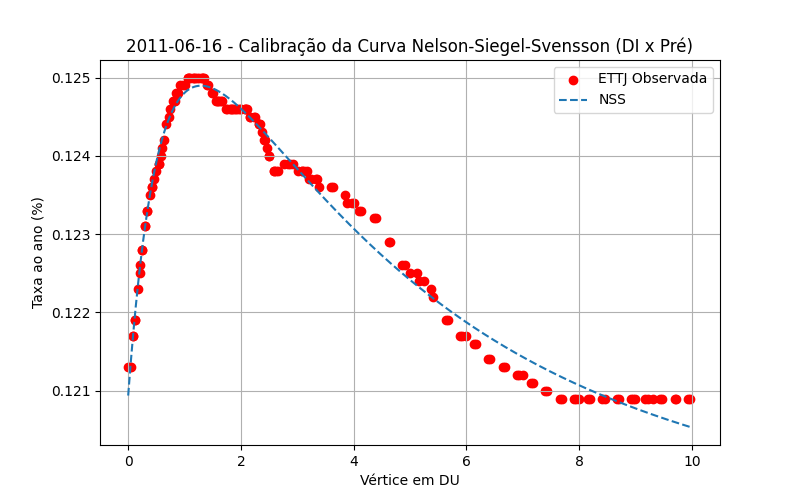 2011-06-16 - Calibração da Curva Nelson-Siegel-Svensson (DI x Pré)
ETTJ Observada
NSS
Taxa ao ano (%)
0.125
0.124
0.123
0.122
0.121
0
2
4
6
8
10
Vértice em DU